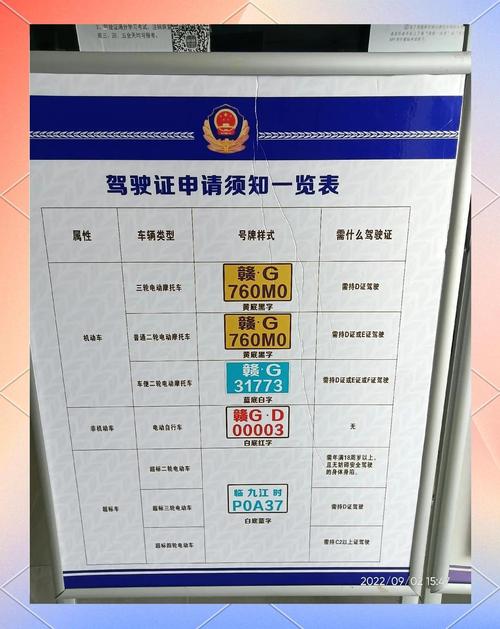 驾驶证申请须知一览表
属性 车辆类型 号牌样式 需什么驾驶证
机动车
三轮电动摩托车
赣·G
760M0
黄底黑字
需持D证驾驶
普通二轮电动摩托车
赣·G
760M0
黄底黑字
需持D证或E证驾驶
车便二轮电动摩托车
赣·G
31773
蓝底白字
需持D证或E证或F证驾驶
非机动车
电动自行车
赣G·D
00003
白底红字
无
超标车
超标二轮电动车
需年满18周岁以上,
且无妨碍安全驾驶
的身体身份。
超标三轮电动车
临 九江 时
P0A37
白底蓝字
需持D证驾驶
超标四轮电动车
需持C2以上证驾驶
2022/09/02 15:47